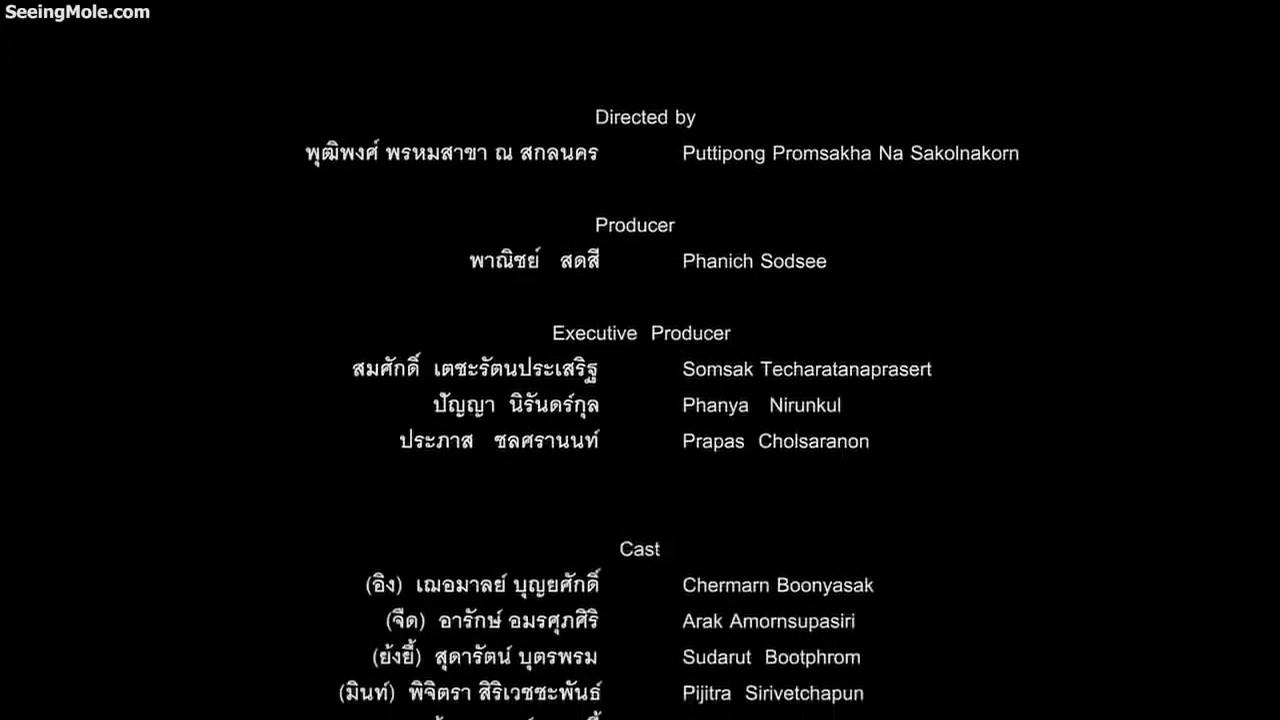 SeeingMole.com
Directed by
พุฒิพงศ์ พรหมสาขา ณ สกลนคร Puttipong Promsakha Na Sakolnakorn
Producer
พาณิชย์ สดสี Phanich Sodsee
Executive Producer
สมศักดิ์ เตชะรัตนประเสริฐ Somsak Techaratanaprasert
ปัญญา นิรันดร์กุล Phanya Nirunkul
ประภาส ชลศรานนท์ Prapas Cholsaranon
Cast
(อิง) เฌอมาลย์ บุญยศักดิ์ Chermarn Boonyasak
(จืด) อารักษ์ อมรศุภศิริ Arak Amornsupasiri
(ย้งยี้) สุดารัตน์ บุตรพรม Sudarut Bootphrom
(มินท์) พิจิตรา สิริเวชชะพันธ์ Pijitra Sirivetchapun